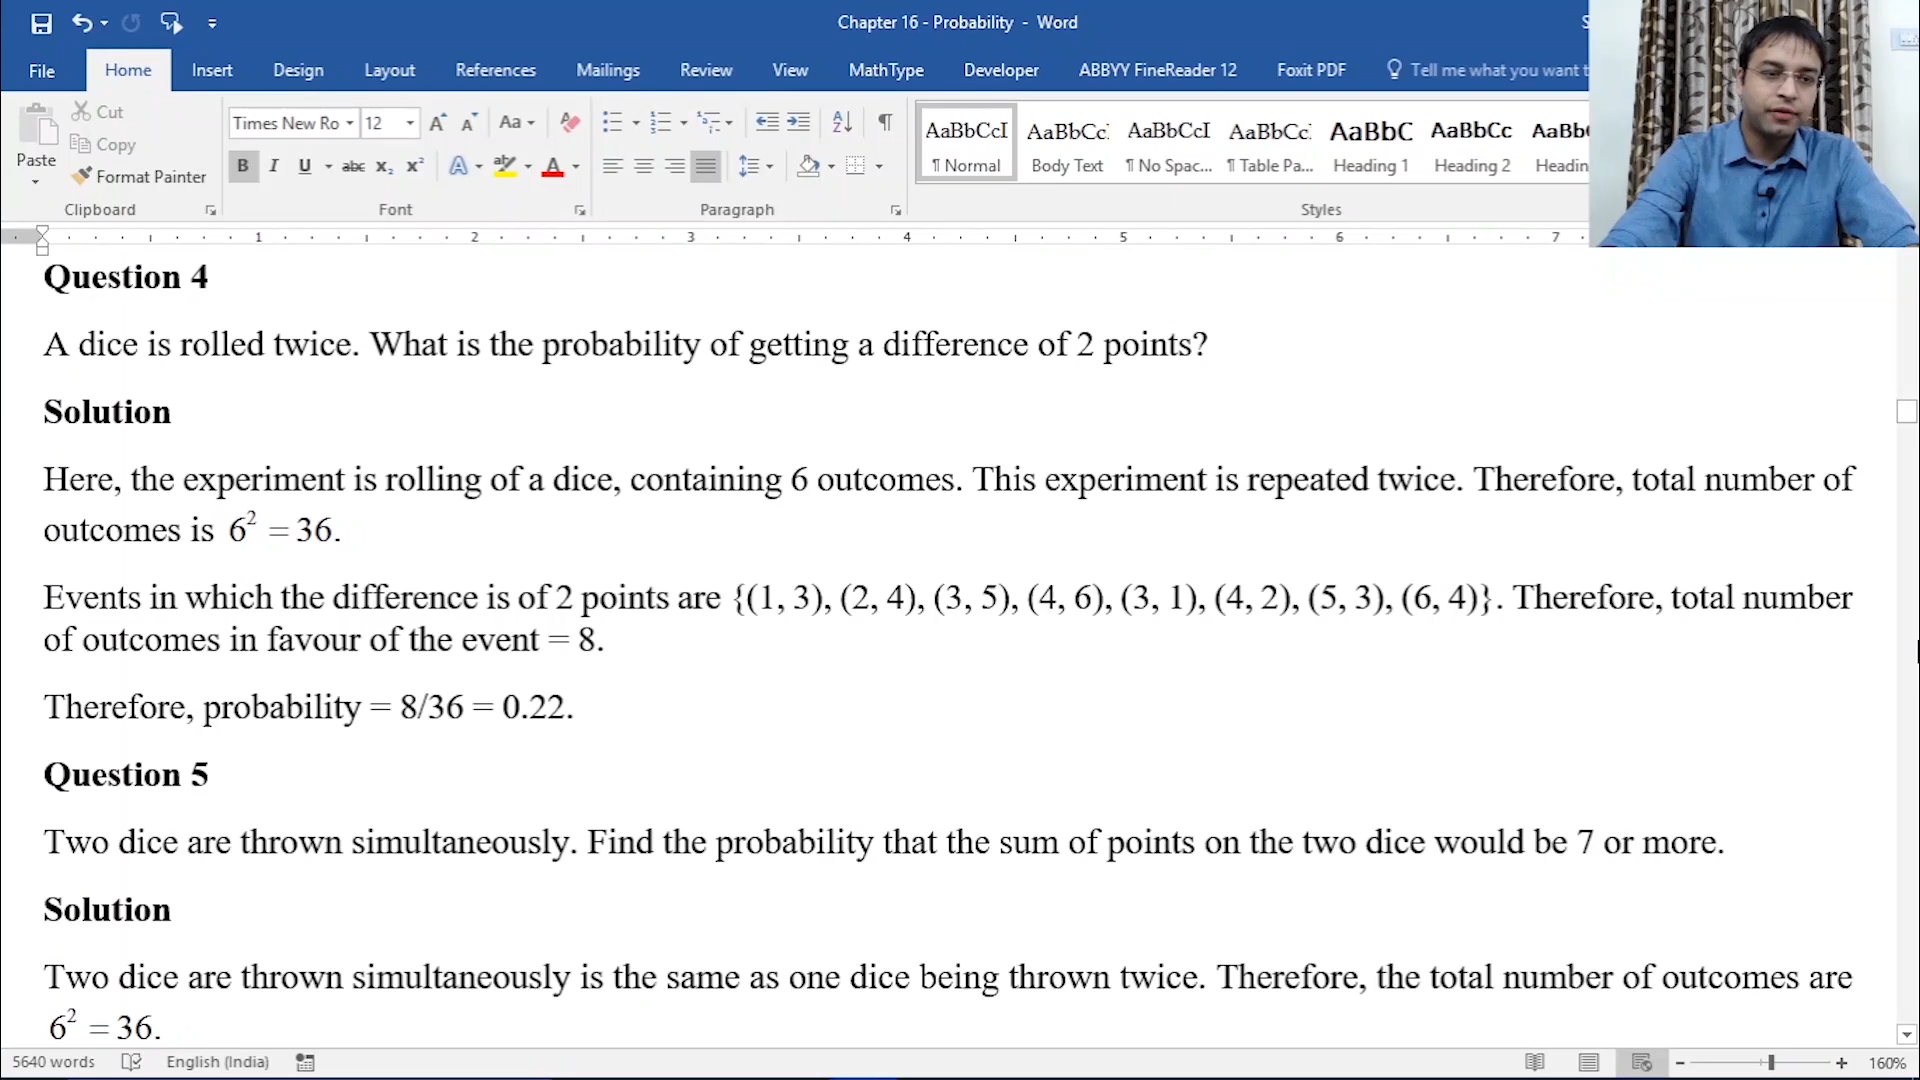 Chapter 16 - Probability - Word
File Home Insert Design Layout References Mailings Review View MathType Developer ABBYY FineReader 12 Foxit PDF Tell me what you want t
Paste
Cut
Copy
Format Painter
Times New Ro 12
AaBbCcI AaBbCc AaBbCcI AaBbCc AaBbC AaBbCc AaBb
¶ Normal Body Text ¶ No Spac... ¶ Table Pa... Heading 1 Heading 2 Headin
Clipboard Font Paragraph Styles
1 2 3 4 5 6 7
Question 4
A dice is rolled twice. What is the probability of getting a difference of 2 points?
Solution
Here, the experiment is rolling of a dice, containing 6 outcomes. This experiment is repeated twice. Therefore, total number of
outcomes is 6² = 36.
Events in which the difference is of 2 points are {(1, 3), (2, 4), (3, 5), (4, 6), (3, 1), (4, 2), (5, 3), (6, 4)}. Therefore, total number
of outcomes in favour of the event = 8.
Therefore, probability = 8/36 = 0.22.
Question 5
Two dice are thrown simultaneously. Find the probability that the sum of points on the two dice would be 7 or more.
Solution
Two dice are thrown simultaneously is the same as one dice being thrown twice. Therefore, the total number of outcomes are
6² = 36.
5640 words English (India) 160%